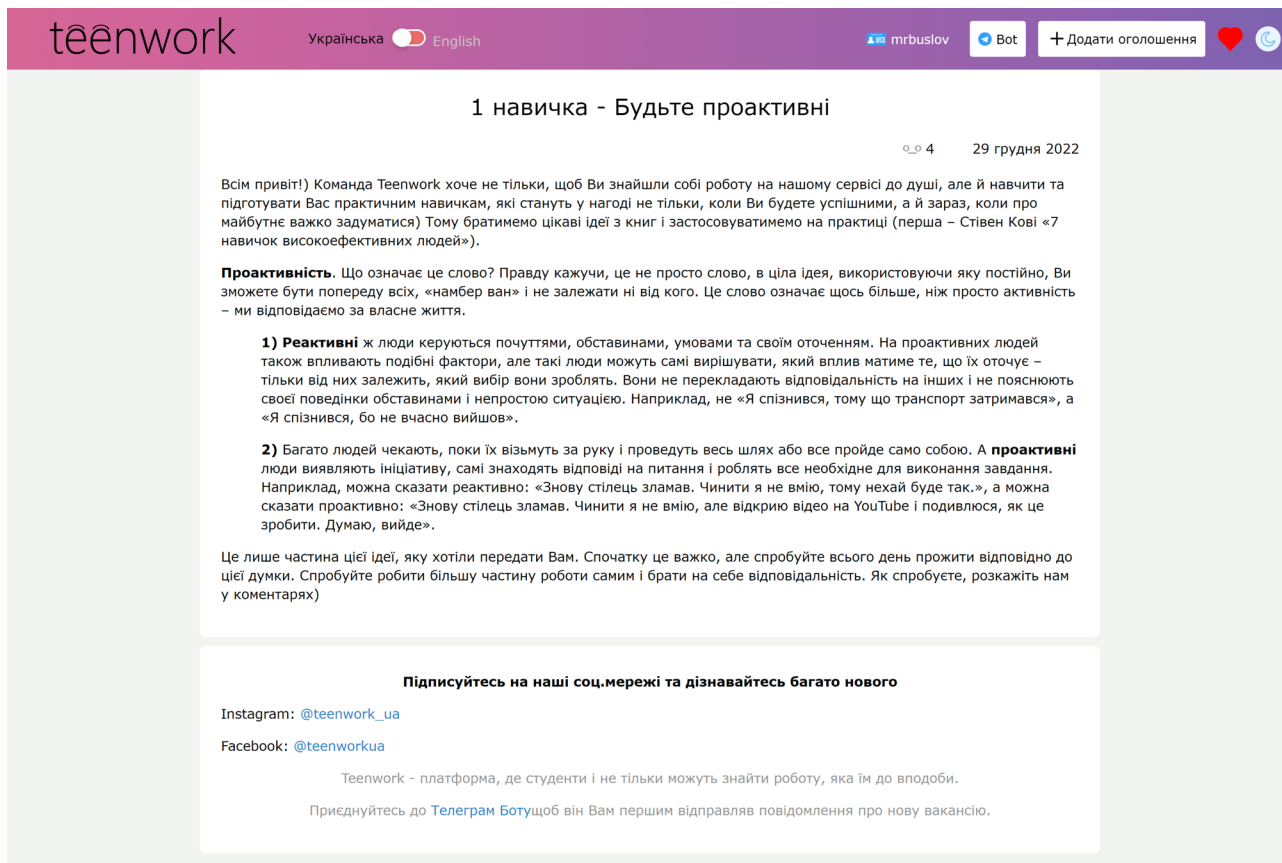 teenwork
Українська English mrbuslov Bot +Додати оголошення
1 навичка - Будьте проактивні
o_o 4 29 грудня 2022
Всім привіт!) Команда Teenwork хоче не тільки, щоб Ви знайшли собі роботу на нашому сервісі до душі, але й навчити та
підготувати Вас практичним навичкам, які стануть у нагоді не тільки, коли Ви будете успішними, а й зараз, коли про
майбутнє важко задуматися) Тому братимемо цікаві ідеї з книг і застосовуватимемо на практиці (перша – Стівен Кові «7
навичок високоефективних людей»).
Проактивність. Що означає це слово? Правду кажучи, це не просто слово, в ціла ідея, використовуючи яку постійно, Ви
зможете бути попереду всіх, «намбер ван» і не залежати ні від кого. Це слово означає щось більше, ніж просто активність
– ми відповідаємо за власне життя.
1) Реактивні ж люди керуються почуттями, обставинами, умовами та своїм оточенням. На проактивних людей
також впливають подібні фактори, але такі люди можуть самі вирішувати, який вплив матиме те, що їх оточує –
тільки від них залежить, який вибір вони зроблять. Вони не перекладають відповідальність на інших і не пояснюють
своєї поведінки обставинами і непростою ситуацією. Наприклад, не «Я спізнився, тому що транспорт затримався», а
«Я спізнився, бо не вчасно вийшов».
2) Багато людей чекають, поки їх візьмуть за руку і проведуть весь шлях або все пройде само собою. А проактивні
люди виявляють ініціативу, самі знаходять відповіді на питання і роблять все необхідне для виконання завдання.
Наприклад, можна сказати реактивно: «Знову стілець зламав. Чинити я не вмію, тому нехай буде так.», а можна
сказати проактивно: «Знову стілець зламав. Чинити я не вмію, але відкрию відео на YouTube і подивлюся, як це
зробити. Думаю, вийде».
Це лише частина цієї ідеї, яку хотіли передати Вам. Спочатку це важко, але спробуйте всього день прожити відповідно до
цієї думки. Спробуйте робити більшу частину роботи самим і брати на себе відповідальність. Як спробуєте, розкажіть нам
у коментарях)
Підписуйтесь на наші соц.мережі та дізнавайтесь багато нового
Instagram: @teenwork_ua
Facebook: @teenworkua
Teenwork - платформа, де студенти і не тільки можуть знайти роботу, яка їм до вподоби.
Приєднуйтесь до Телеграм Ботущоб він Вам першим відправляв повідомлення про нову вакансію.